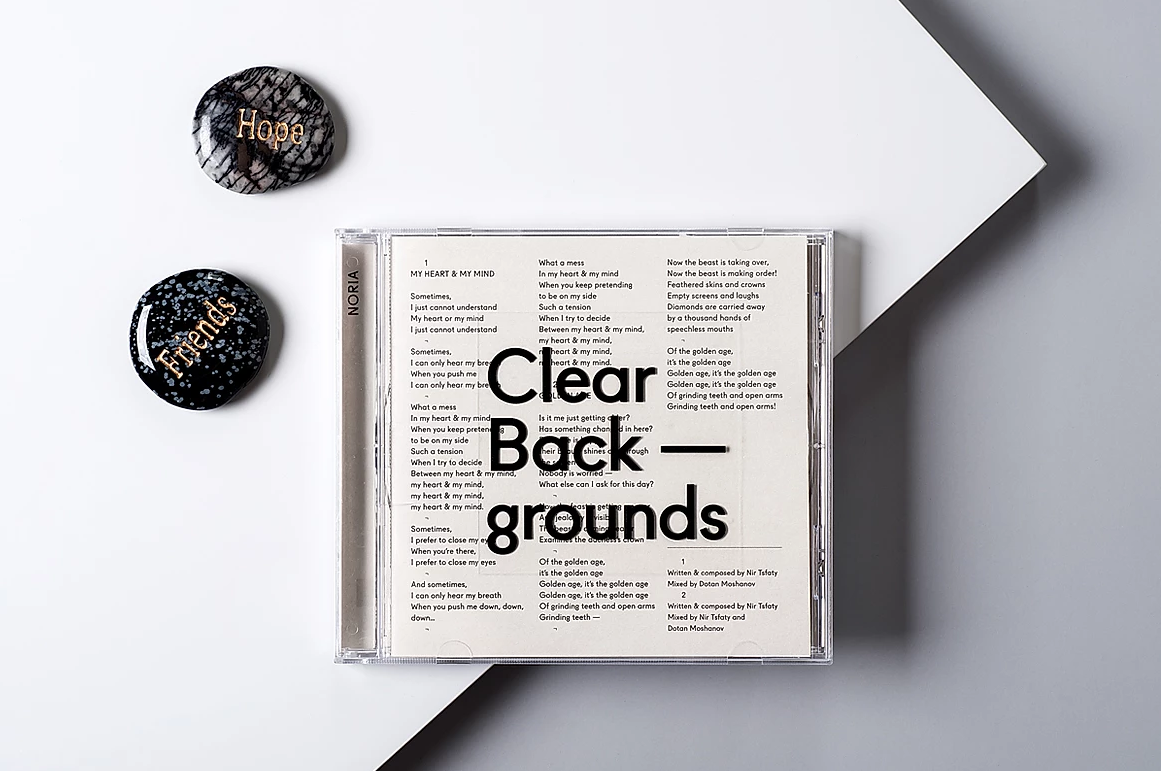 Hope
Friends
NORIA
Clear
Back —
grounds
1
MY HEART & MY MIND
Sometimes,
I just cannot understand
My heart or my mind
I just cannot understand
¬
Sometimes,
I can only hear my
When you push me
I can only hear my
¬
What a mess
In my heart & my mind
When you keep
to be on my side
Such a tension
When I try to decide
Between my heart & my mind,
my heart & my mind,
my heart & my mind,
my heart & my mind.
¬
Sometimes,
I prefer to close my
When you're there,
I prefer to close my eyes
¬
And sometimes,
I can only hear my breath
When you push me down, down,
down...
¬
What a mess
In my heart & my mind
When you keep pretending
to be on my side
Such a tension
When I try to decide
Between my heart & my mind,
my heart & my mind,
heart & my mind,
heart & my mind.
Is it me just getting
Has something in here?
shines
Nobody is worried —
What else can I ask for this day?
¬
Examines the crown
¬
Of the golden age,
it's the golden age
Golden age, it's the golden age
Golden age, it's the golden age
Of grinding teeth and open arms
Grinding teeth —
¬
Now the beast is taking over,
Now the beast is making order!
Feathered skins and crowns
Empty screens and laughs
Diamonds are carried away
by a thousand hands of
speechless mouths
¬
Of the golden age,
it's the golden age
Golden age, it's the golden age
Golden age, it's the golden age
Of grinding teeth and open arms
Grinding teeth and open arms!
1
Written & composed by Nir Tsfaty
Mixed by Dotan Moshanov
2
Written & composed by Nir Tsfaty
Mixed by Nir Tsfaty and
Dotan Moshanov